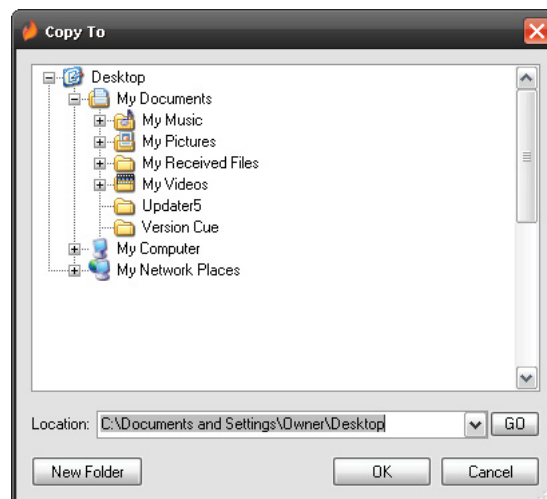 Copy To
Desktop
My Documents
My Music
My Pictures
My Received Files
My Videos
Updater5
Version Cue
My Computer
My Network Places
Location: C:\Documents and Settings\Owner\Desktop GO
New Folder OK Cancel